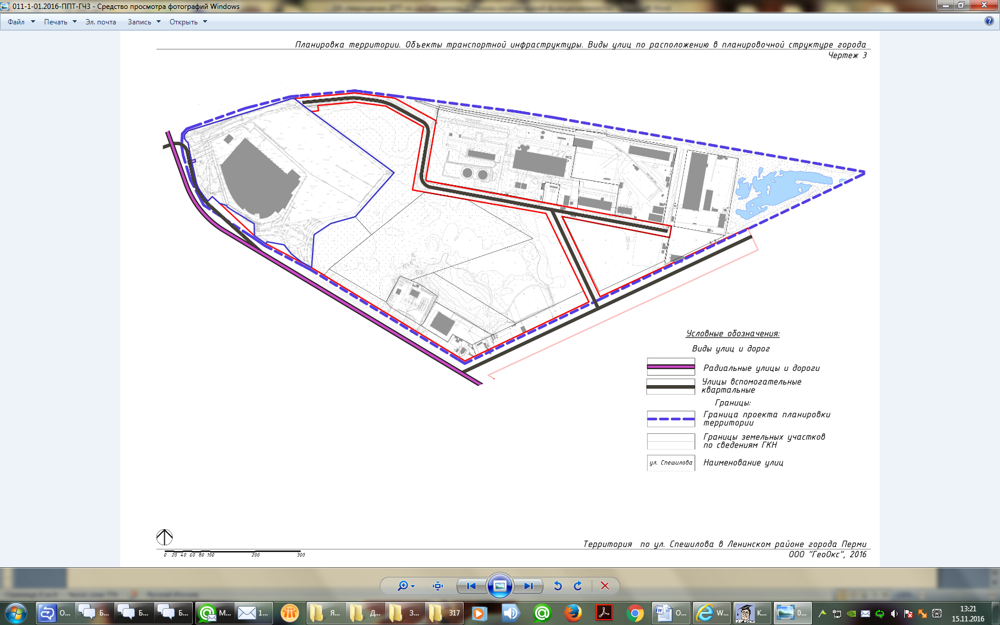 011-1-01.2016-ППТ-ГЧ3 - Средство просмотра фотографий Windows
Файл Печать Эл. почта Запись Открыть
Планировка территории. Объекты транспортной инфраструктуры. Виды улиц по расположению в планировочной структуре города
Чертеж 3
Условные обозначения:
Виды улиц и дорог
Радиальные улицы и дороги
Улицы вспомогательные
квартальные
Границы:
Граница проекта планировки
территории
Границы земельных участков
по сведениям ГКН
ул. Спешилова Наименование улиц
0 20 40 60 80 100 200 300
Территория по ул. Спешилова в Ленинском районе города Перми
ООО "ГеоОкс", 2016
О... Б... Б... Б... М... 1... Я... Д... З... 317 О... W... К... 0...
13:21
15.11.2016